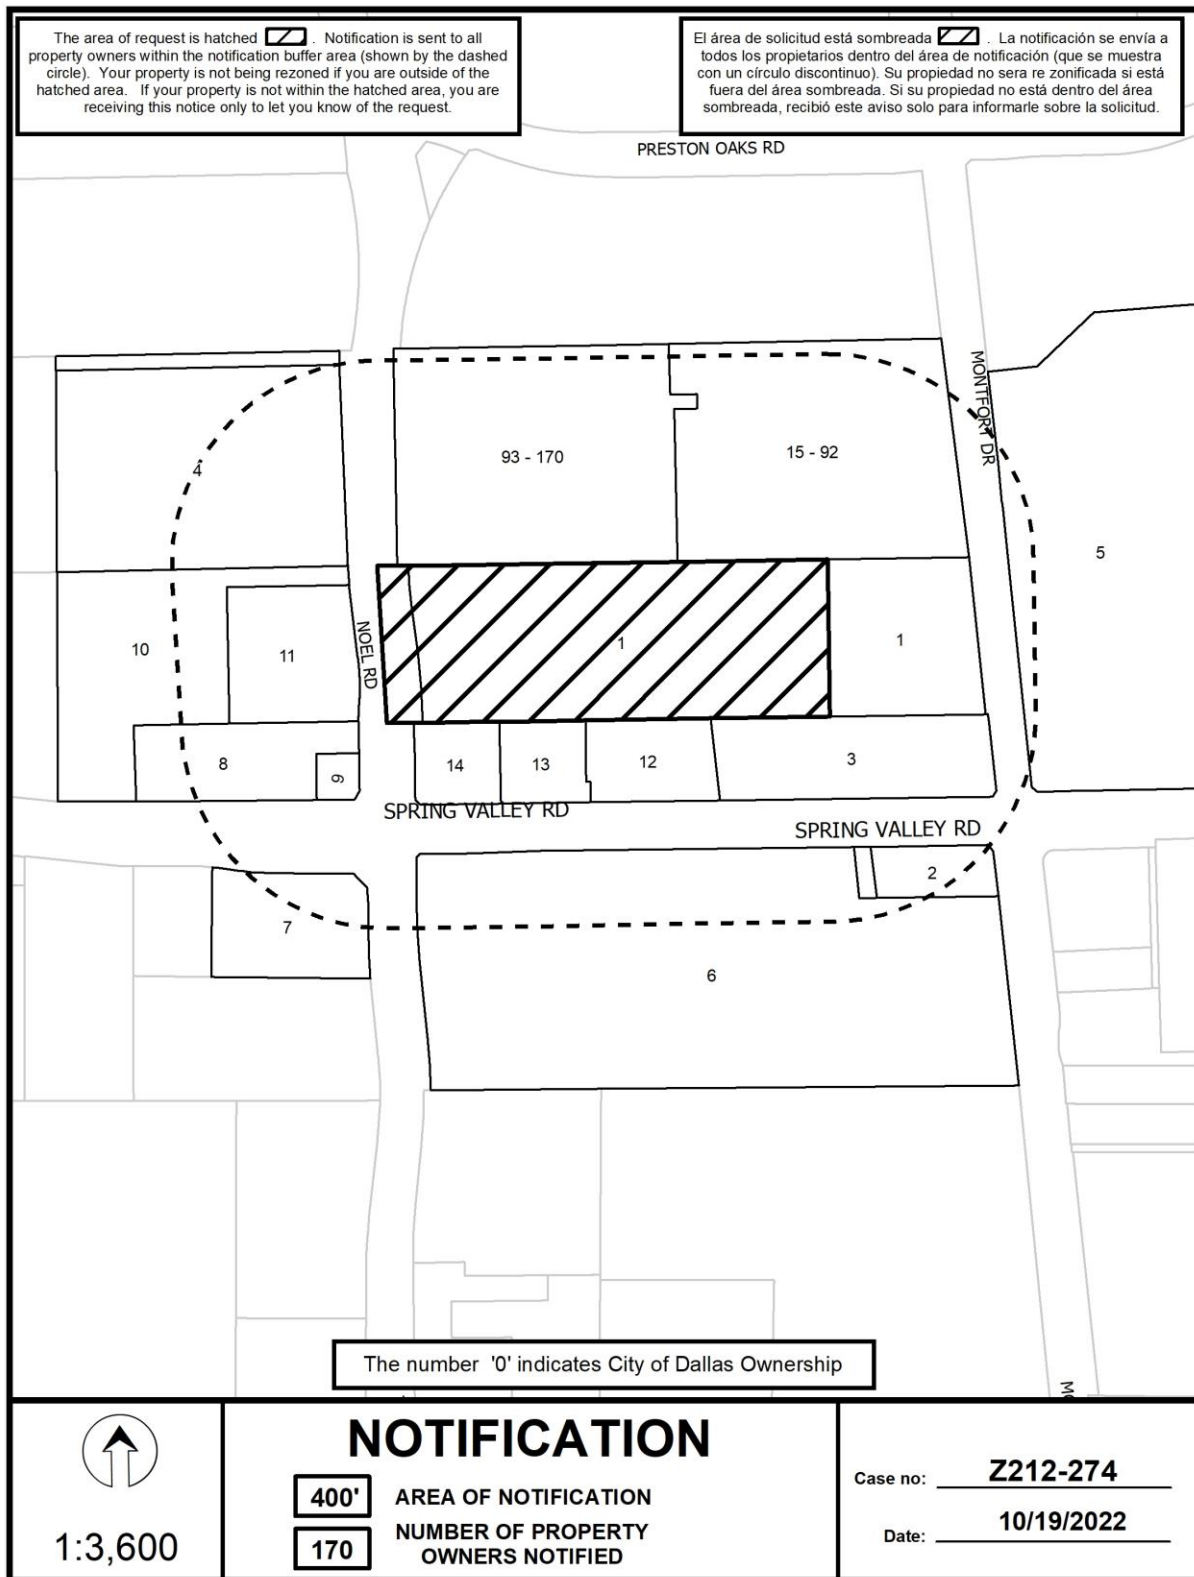 The area of request is hatched . Notification is sent to all
property owners within the notification buffer area (shown by the dashed
circle). Your property is not being rezoned if you are outside of the
hatched area. If your property is not within the hatched area, you are
receiving this notice only to let you know of the request.
El área de solicitud está sombreada . La notificación se envía a
todos los propietarios dentro del área de notificación (que se muestra
con un círculo discontinuo). Su propiedad no sera re zonificada si está
fuera del área sombreada. Si su propiedad no está dentro del área
sombreada, recibió este aviso solo para informarle sobre la solicitud.
PRESTON OAKS RD
MONTFORT DR
4
93 - 170
15 - 92
5
10
11
NOEL RD
1
1
8
9
14
13
12
3
SPRING VALLEY RD
SPRING VALLEY RD
2
7
6
The number '0' indicates City of Dallas Ownership
1:3,600
NOTIFICATION
400' AREA OF NOTIFICATION
170 NUMBER OF PROPERTY
OWNERS NOTIFIED
Case no: Z212-274
Date: 10/19/2022